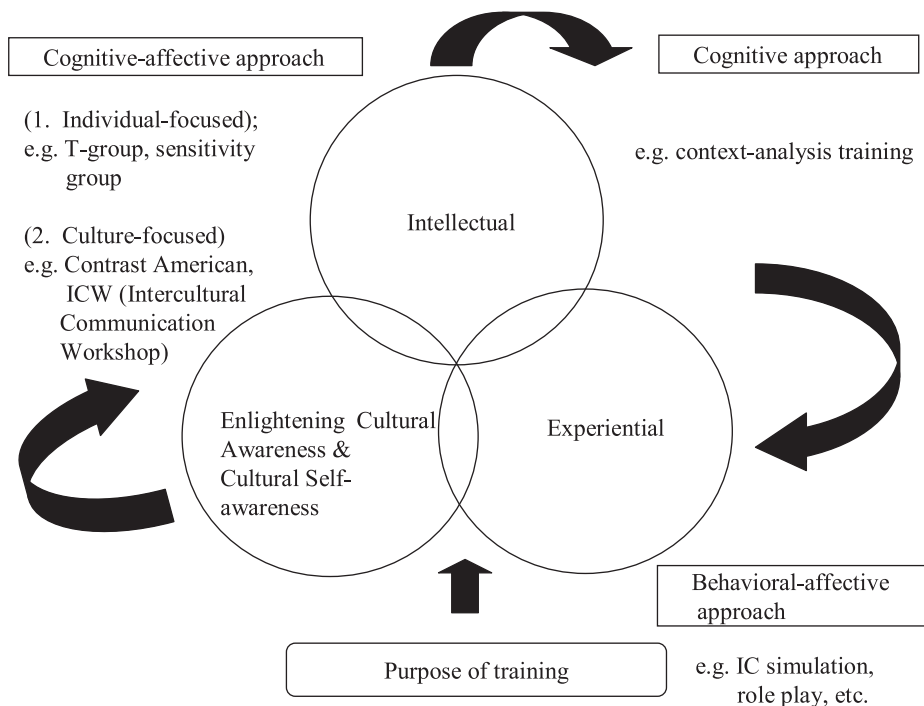 Cognitive-affective approach
(1. Individual-focused);
e.g. T-group, sensitivity
group
(2. Culture-focused)
e.g. Contrast American,
ICW (Intercultural
Communication
Workshop)
Cognitive approach
e.g. context-analysis training
Intellectual
Enlightening Cultural
Awareness &
Cultural Self-
awareness
Experiential
Behavioral-affective
approach
e.g. IC simulation,
role play, etc.
Purpose of training